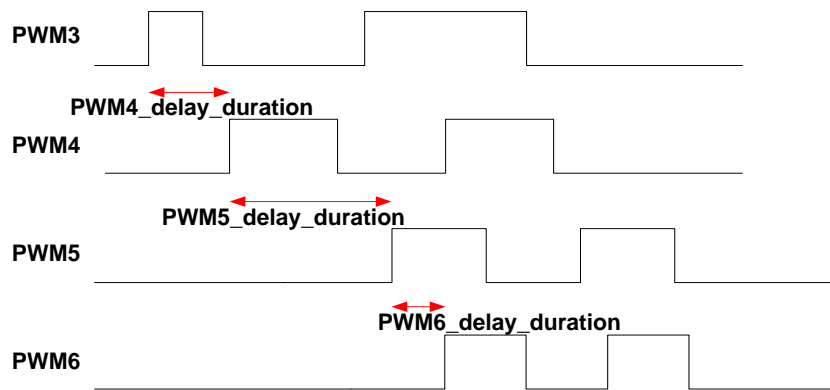 PWM3
PWM4_delay_duration
PWM4
PWM5_delay_duration
PWM5
PWM6_delay_duration
PWM6